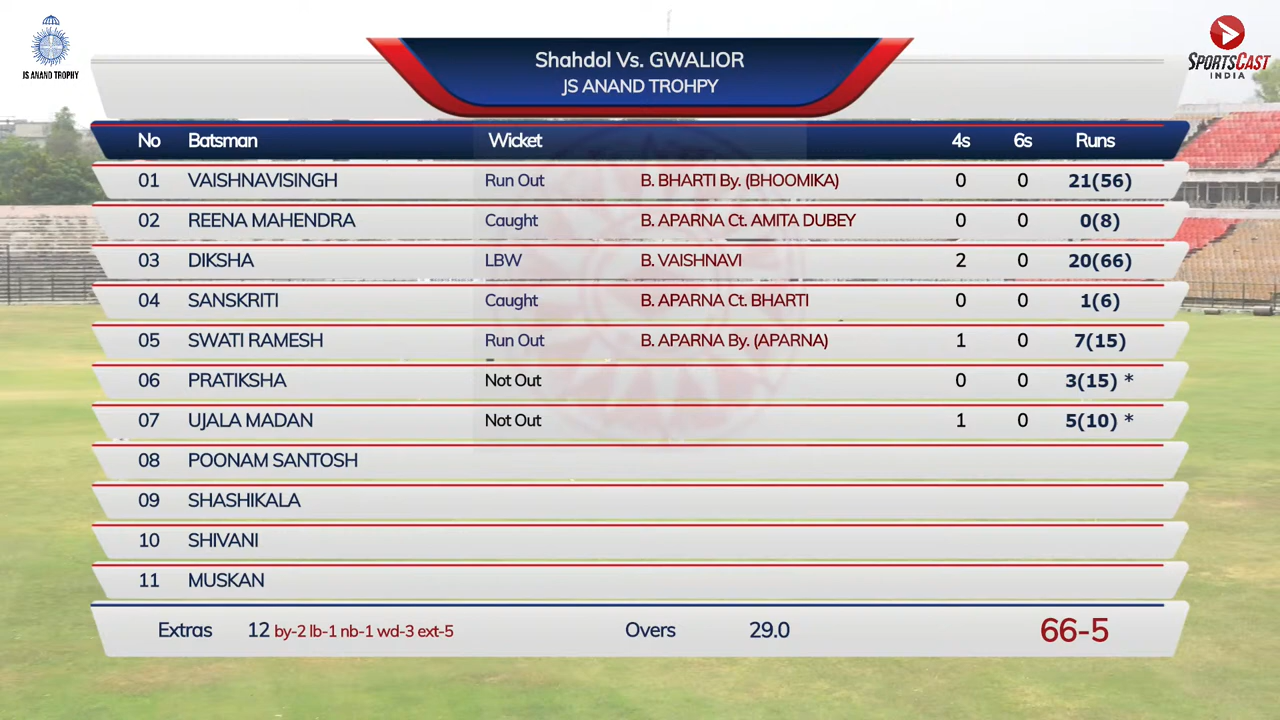 JS ANAND TROPHY
SPORTSCAST
INDIA
Shahdol Vs. GWALIOR
JS ANAND TROHPY
No Batsman Wicket 4s 6s Runs
01 VAISHNAVISINGH Run Out B. BHARTI By. (BHOOMIKA) 0 0 21(56)
02 REENA MAHENDRA Caught B. APARNA Ct. AMITA DUBEY 0 0 0(8)
03 DIKSHA LBW B. VAISHNAVI 2 0 20(66)
04 SANSKRITI Caught B. APARNA Ct. BHARTI 0 0 1(6)
05 SWATI RAMESH Run Out B. APARNA By. (APARNA) 1 0 7(15)
06 PRATIKSHA Not Out 0 0 3(15) *
07 UJALA MADAN Not Out 1 0 5(10) *
08 POONAM SANTOSH
09 SHASHIKALA
10 SHIVANI
11 MUSKAN
Extras 12 by-2 lb-1 nb-1 wd-3 ext-5 Overs 29.0 66-5